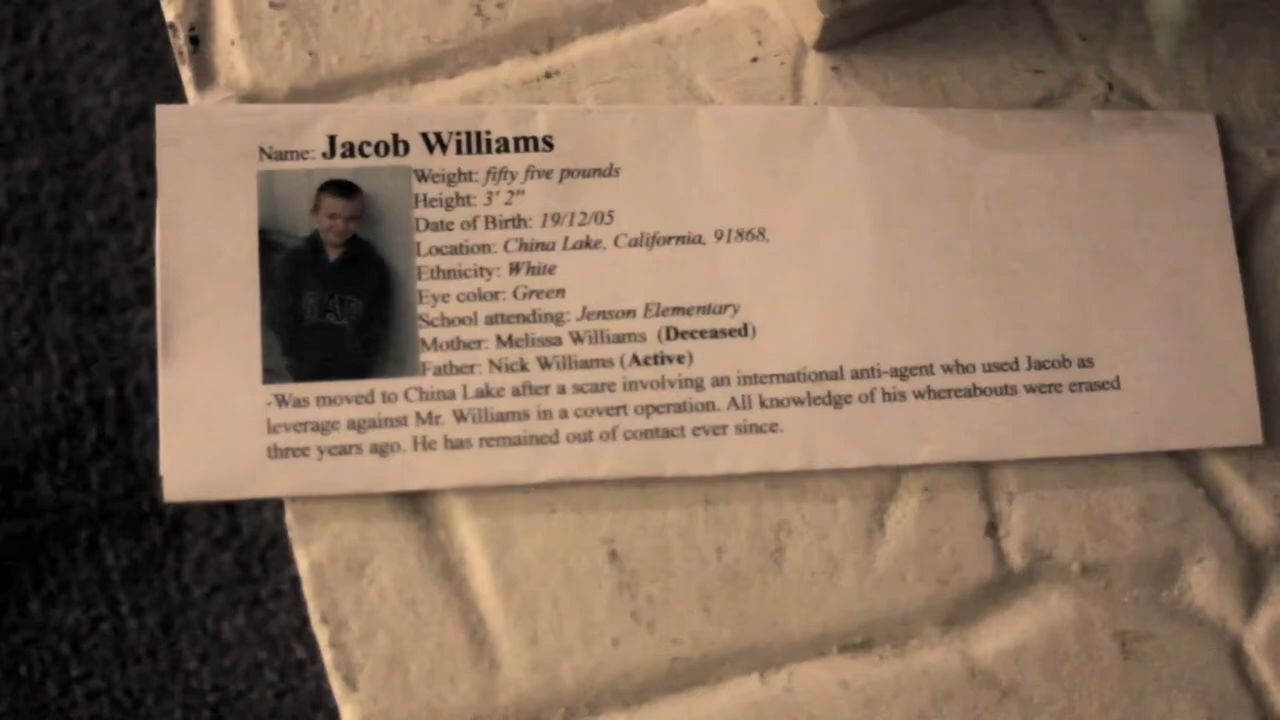 Name: Jacob Williams
Weight: fifty five pounds
Height: 3' 2"
Date of Birth: 19/12/05
Location: China Lake, California, 91868,
Ethnicity: White
Eye color: Green
School attending: Jenson Elementary
Mother: Melissa Williams (Deceased)
Father: Nick Williams (Active)
GAP
-Was moved to China Lake after a scare involving an international anti-agent who used Jacob as
leverage against Mr. Williams in a covert operation. All knowledge of his whereabouts were erased
three years ago. He has remained out of contact ever since.